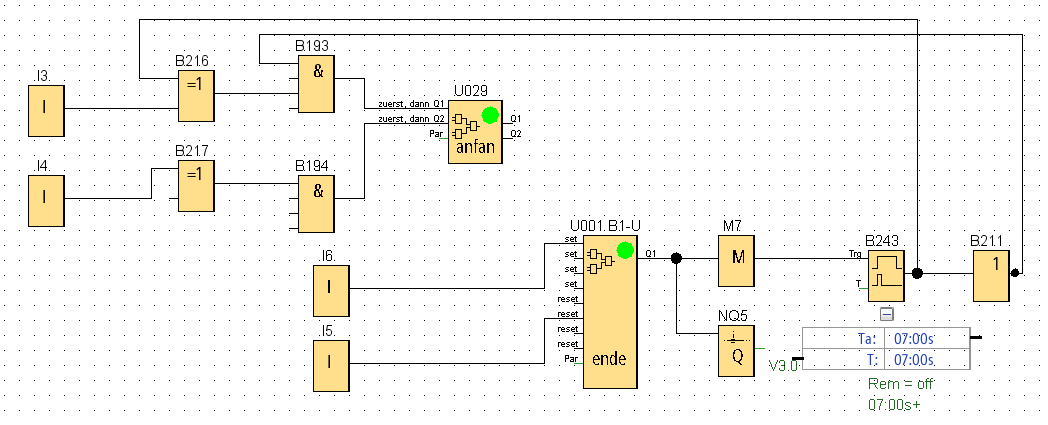 B193
I3.
B216
&
=1
I
U029
zuerst, dann Q1
zuerst, dann Q2
Q1
Par
Q2
anfan
I4.
B217
B194
=1
&
I
U001.B1-U
M7
B243
B211
set
set
set
set
reset
reset
reset
reset
Par
Q1
M
Trg
T
1
I6.
I
I5.
I
ende
NQ5
Q
V3.0
Ta: 07:00s
T: 07:00s
Rem = off
07:00s+